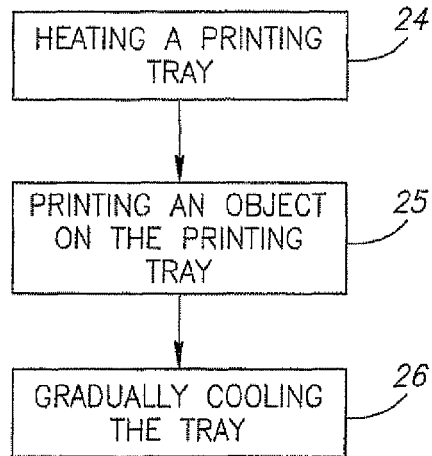 HEATING A PRINTING
TRAY
24
PRINTING AN OBJECT
ON THE PRINTING
TRAY
25
GRADUALLY COOLING
THE TRAY
26